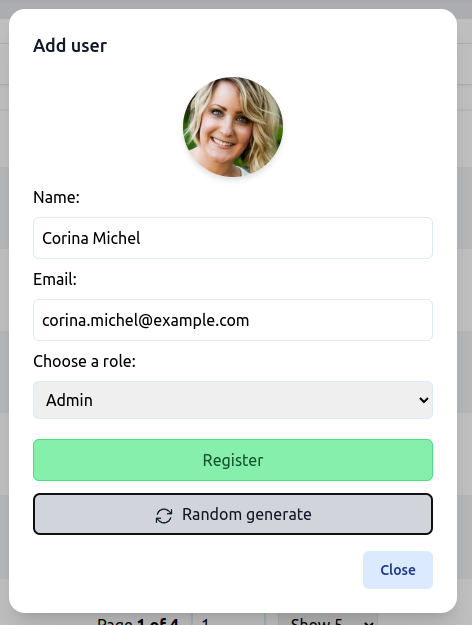 Add user
Name:
Corina Michel
Email:
corina.michel@example.com
Choose a role:
Admin
Register
Random generate
Close
Page 1 of 4 1 Show 5